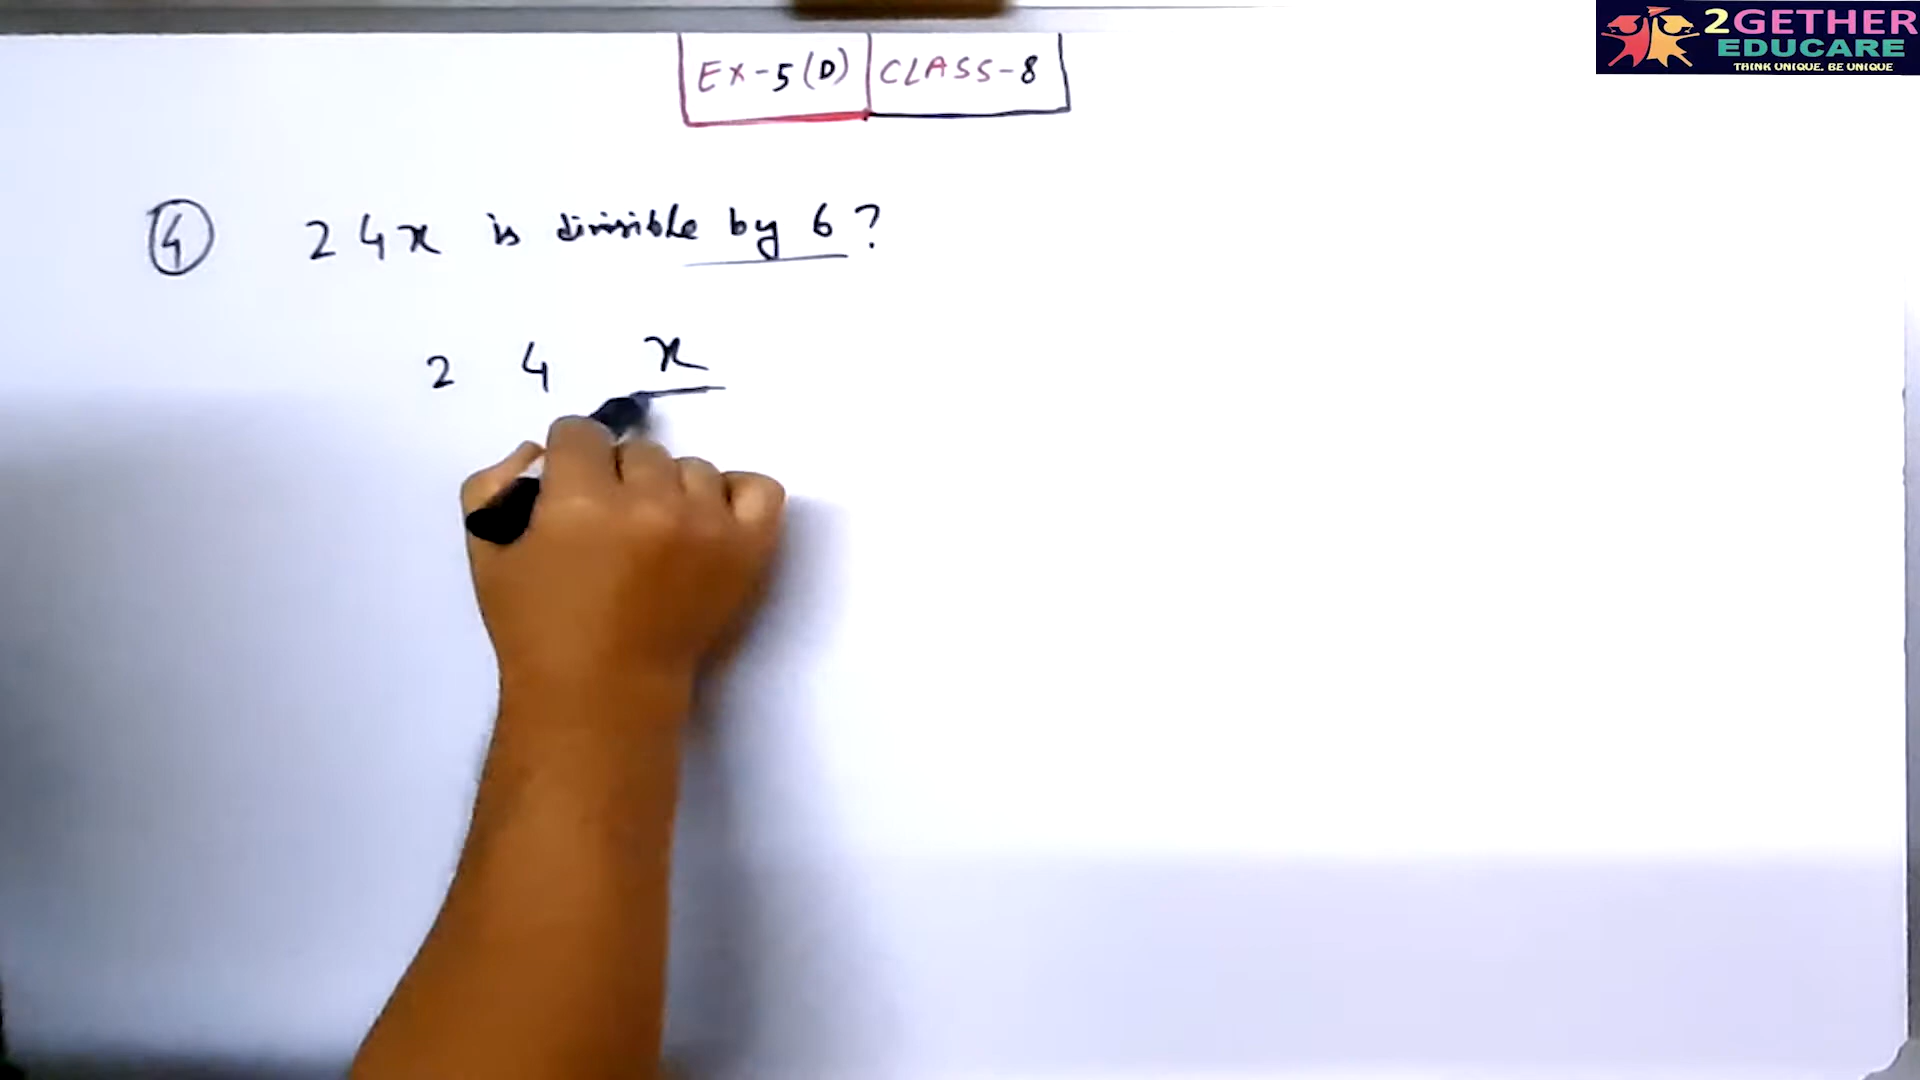 2GETHER
EDUCARE
THINK UNIQUE. BE UNIQUE
EX-5(D) CLASS-8
4 24x is divisible by 6?
2 4 x